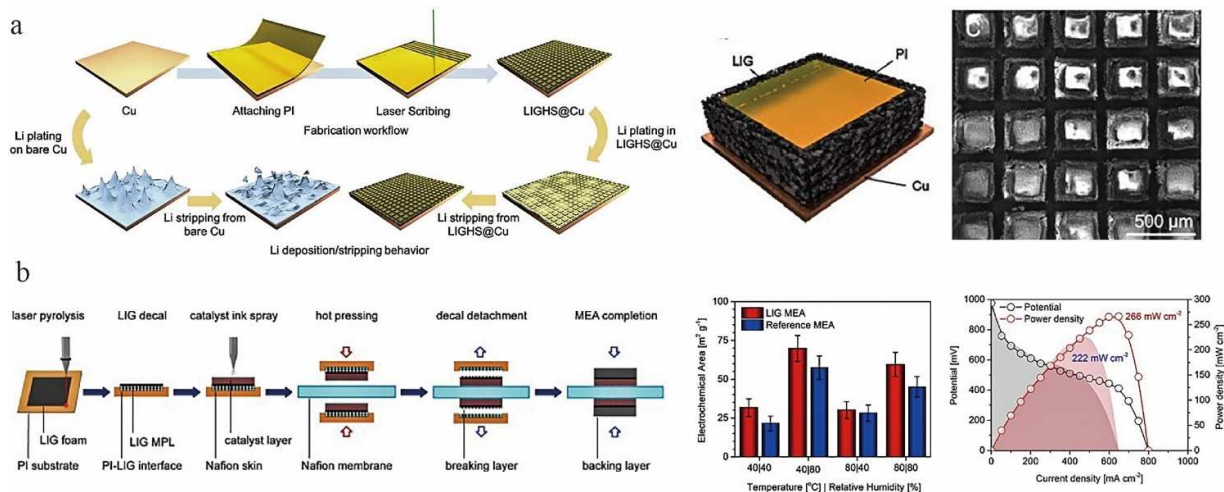 a
Cu
Attaching PI
Laser Scribing
LIGHS@Cu
Fabrication workflow
Li plating
on bare Cu
Li plating in
LIGHS@Cu
Li stripping from
bare Cu
Li stripping from
LIGHS@Cu
Li deposition/stripping behavior
LIG
PI
Cu
500 μm
b
laser pyrolysis
LIG decal
catalyst ink spray
hot pressing
decal detachment
MEA completion
LIG foam
PI substrate
LIG MPL
PI-LIG interface
catalyst layer
Nafion skin
Nafion membrane
breaking layer
backing layer
Electrochemical Area [m² g⁻¹]
100
75
50
25
0
LIG MEA
Reference MEA
40|40
40|80
80|40
80|80
Temperature [°C] | Relative Humidity [%]
Potential [mV]
1000
800
600
400
200
0
Potential
Power density
266 mW cm⁻²
222 mW cm⁻²
300
250
200
150
100
50
0
Power density [mW cm⁻²]
0
200
400
600
800
1000
Current density [mA cm⁻²]